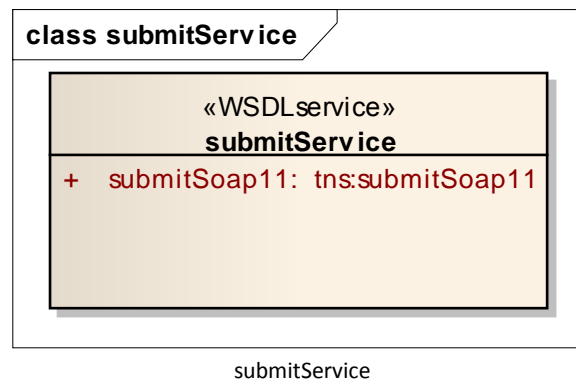 class submitService
«WSDLservice»
submitService
+ submitSoap11: tns:submitSoap11
submitService